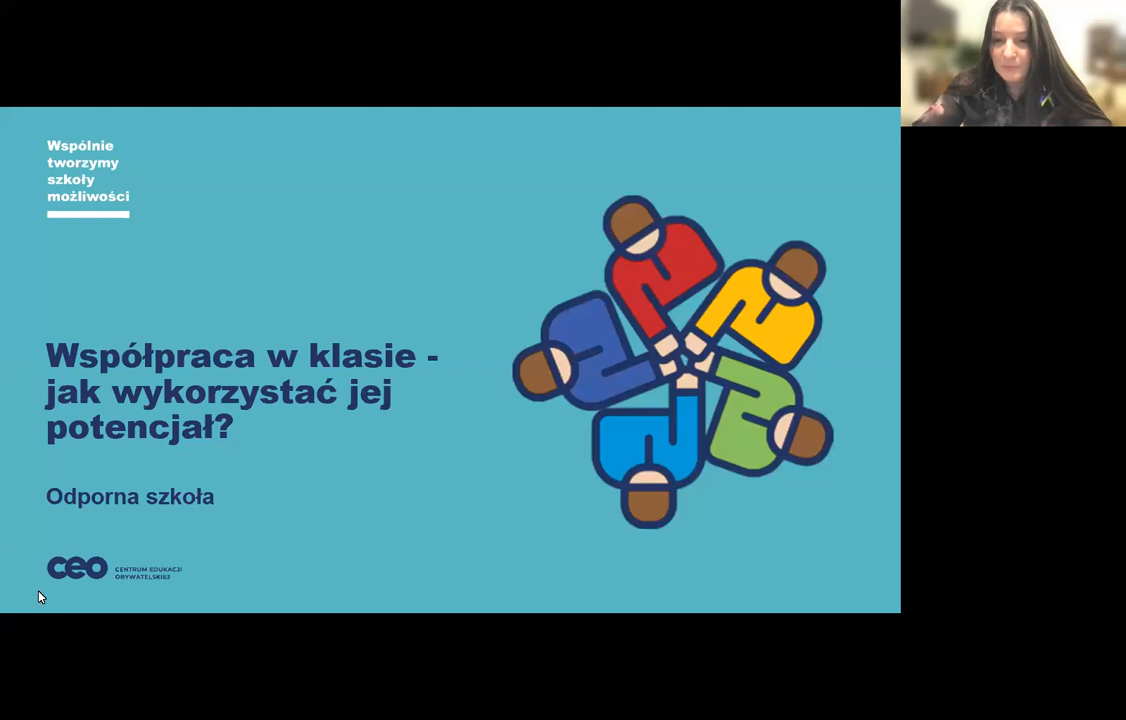 Wspólnie
tworzymy
szkoły
możliwości
Współpraca w klasie -
jak wykorzystać jej
potencjał?
Odporna szkoła
ceo
CENTRUM EDUKACJI
OBYWATELSKIEJ